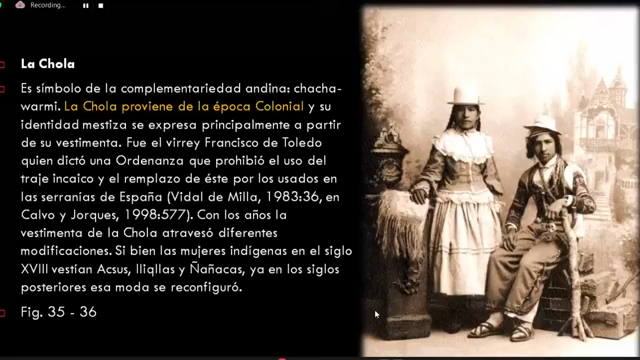 Recording...
La Chola
Es símbolo de la complementariedad andina: chacha-
warmi. La Chola proviene de la época Colonial y su
identidad mestiza se expresa principalmente a partir
de su vestimenta. Fue el virrey Francisco de Toledo
quien dictó una Ordenanza que prohibió el uso del
traje incaico y el remplazo de éste por los usados en
las serranías de España (Vidal de Milla, 1983:36, en
Calvo y Jorques, 1998:577). Con los años la
vestimenta de la Chola atravesó diferentes
modificaciones. Si bien las mujeres indígenas en el siglo
XVIII vestían Acsus, lliqllas y Ñañacas, ya en los siglos
posteriores esa moda se reconfiguró.
Fig. 35 - 36